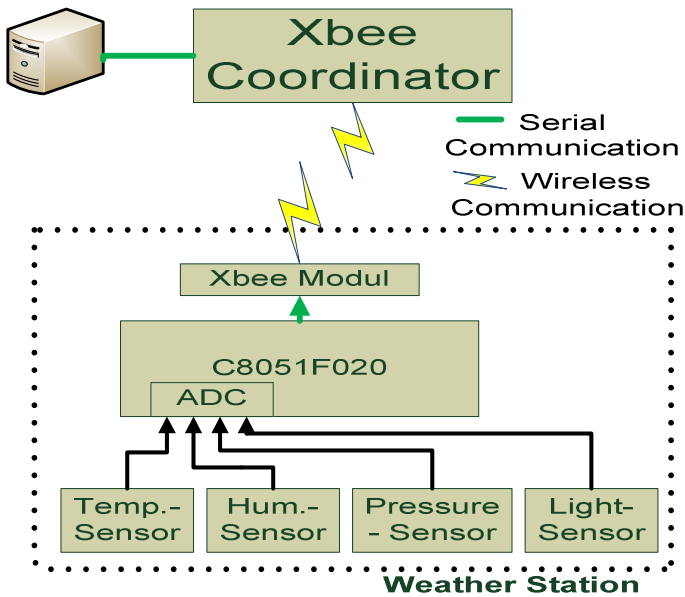 Xbee
Coordinator
Serial
Communication
Wireless
Communication
Xbee Modul
C8051F020
ADC
Temp.-
Sensor
Hum.-
Sensor
Pressure
- Sensor
Light-
Sensor
Weather Station